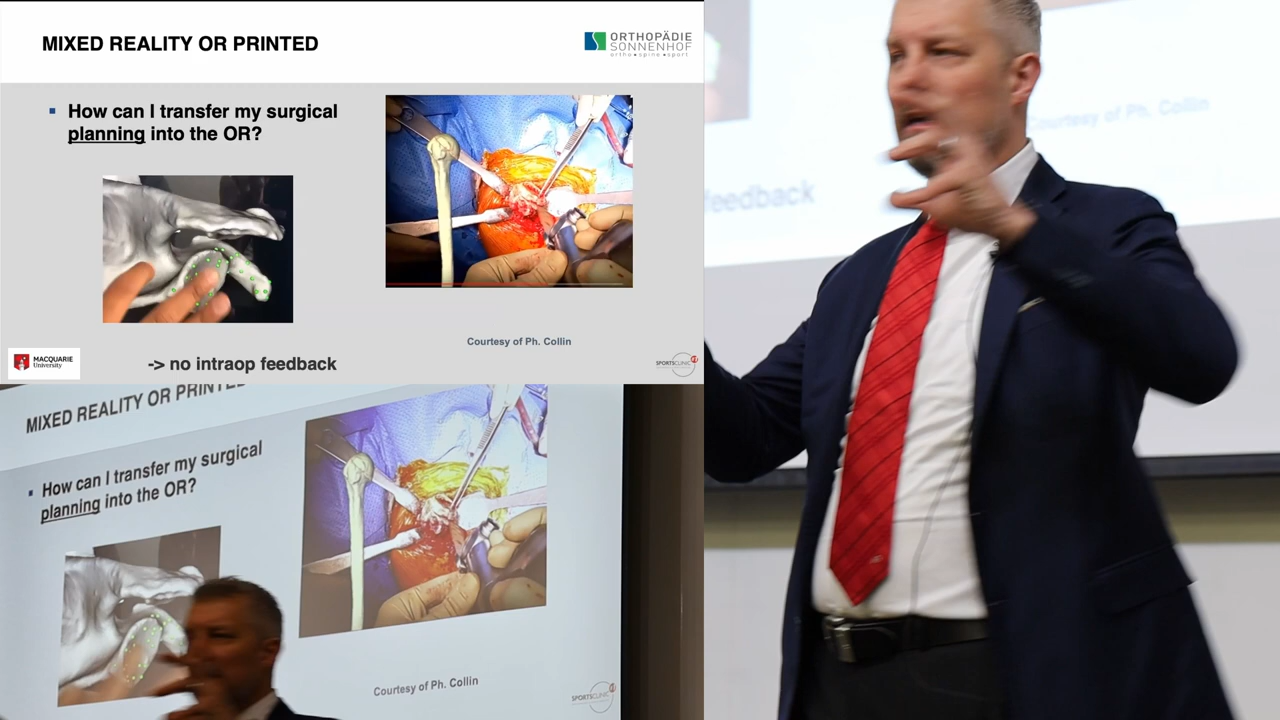 MIXED REALITY OR PRINTED
ORTHOPÄDIE
SONNENHOF
ortho • spine • sport
How can I transfer my surgical
planning into the OR?
Courtesy of Ph. Collin
-> no intraop feedback
MACQUARIE
University
SPORTSCLINIC
MIXED REALITY OR PRINTED
How can I transfer my surgical
planning into the OR?
Courtesy of Ph. Collin
SPORTSCLINIC
Courtesy of Ph. Collin
feedback